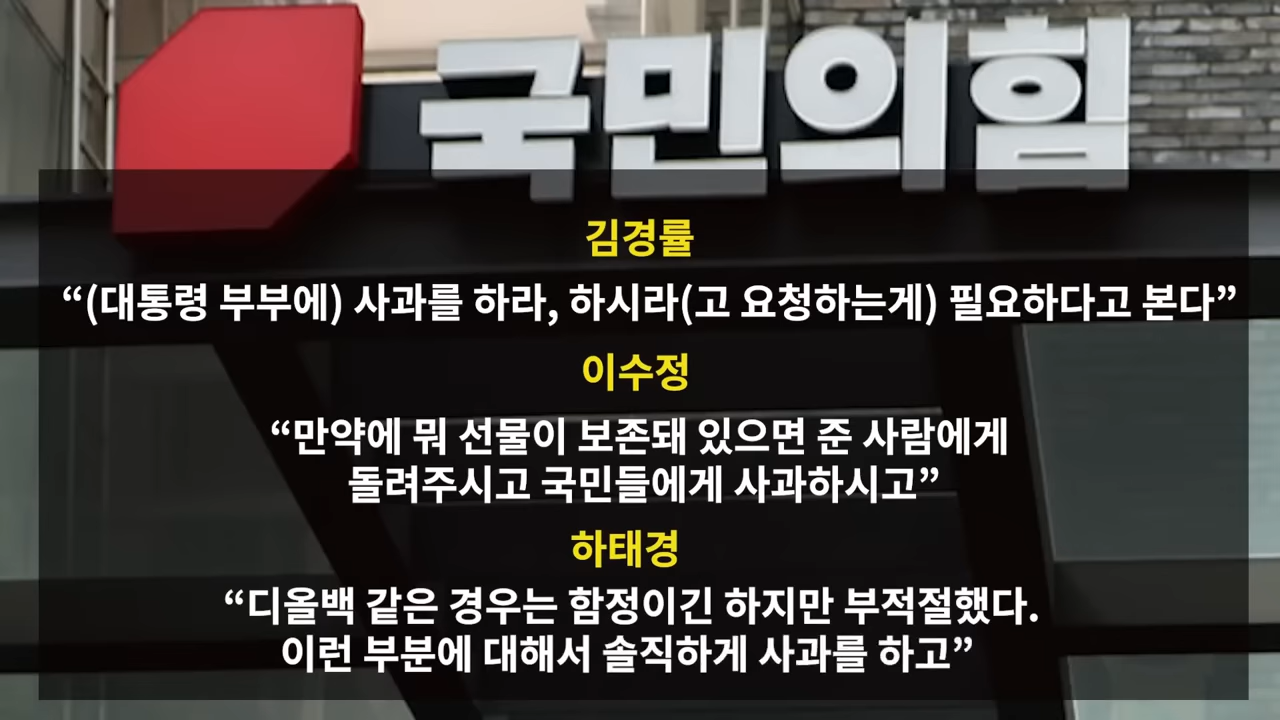 국민의힘
김경률
“(대통령 부부에) 사과를 하라, 하시라(고 요청하는게) 필요하다고 본다”
이수정
“만약에 뭐 선물이 보존돼 있으면 준 사람에게
돌려주시고 국민들에게 사과하시고”
하태경
“디올백 같은 경우는 함정이긴 하지만 부적절했다.
이런 부분에 대해서 솔직하게 사과를 하고”